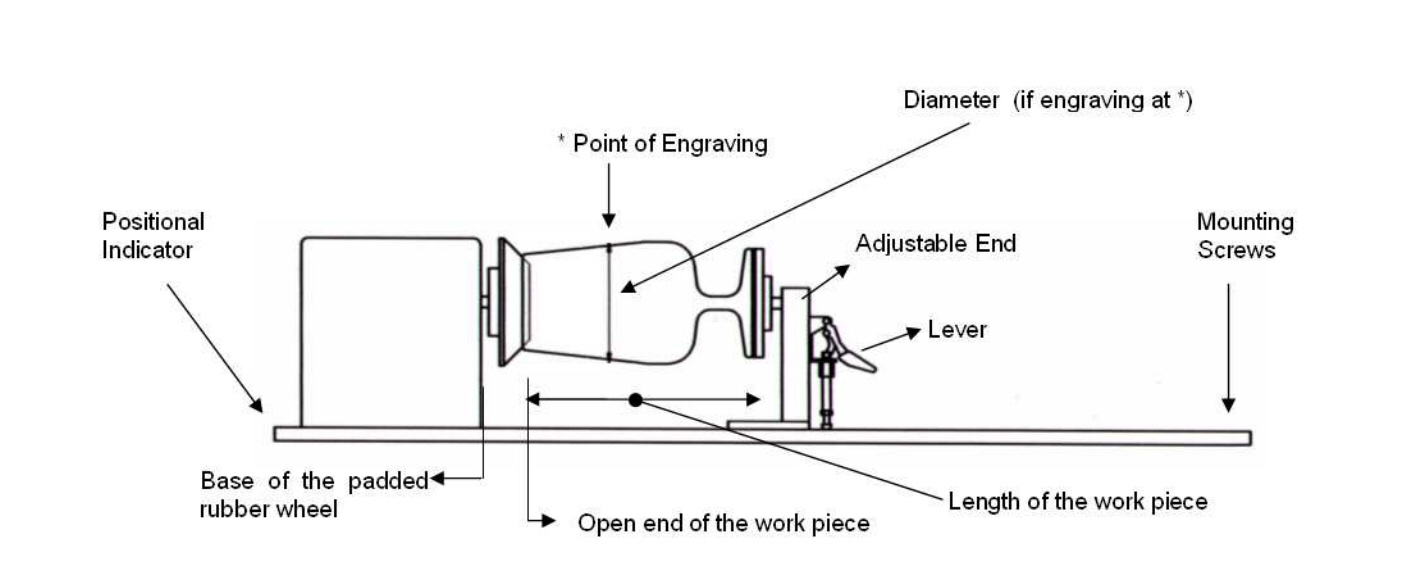 Diameter (if engraving at *)
* Point of Engraving
Positional
Indicator
Mounting
Screws
Adjustable End
Lever
Base of the padded
rubber wheel
Length of the work piece
Open end of the work piece